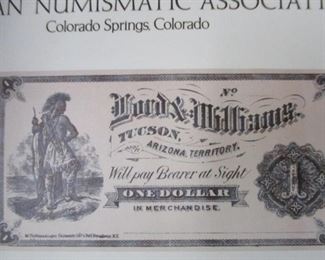 AN NUMISMATIC ASSOCIATI
Colorado Springs, Colorado
No
Lord & Williams.
TUCSON,
ARIZONA, TERRITORY.
Will pay Bearer at Sight
ONE DOLLAR
IN MERCHANDISE.
1